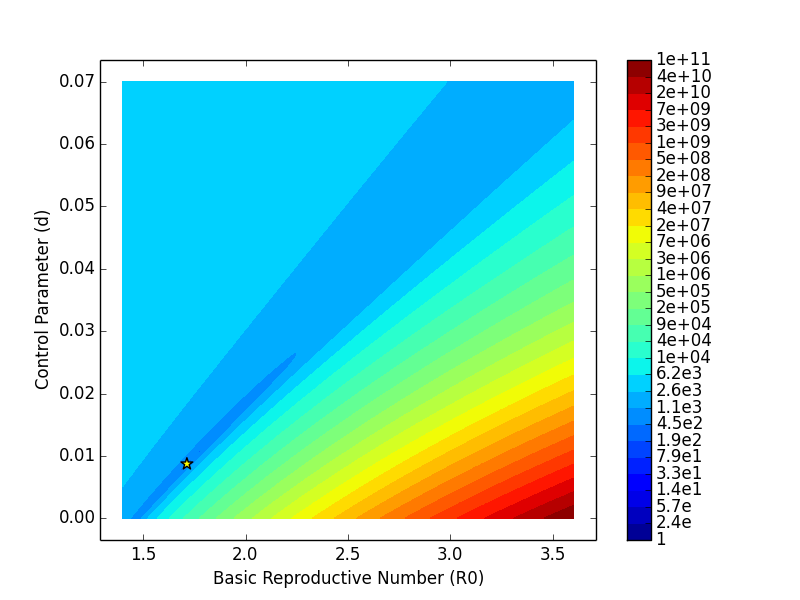 0.07
0.06
0.05
0.04
0.03
0.02
0.01
0.00
Control Parameter (d)
1.5 2.0 2.5 3.0 3.5
Basic Reproductive Number (R0)
1e+11
4e+10
2e+10
7e+09
3e+09
1e+09
5e+08
2e+08
9e+07
4e+07
2e+07
7e+06
3e+06
1e+06
5e+05
2e+05
9e+04
4e+04
1e+04
6.2e3
2.6e3
1.1e3
4.5e2
1.9e2
7.9e1
3.3e1
1.4e1
5.7e
2.4e
1